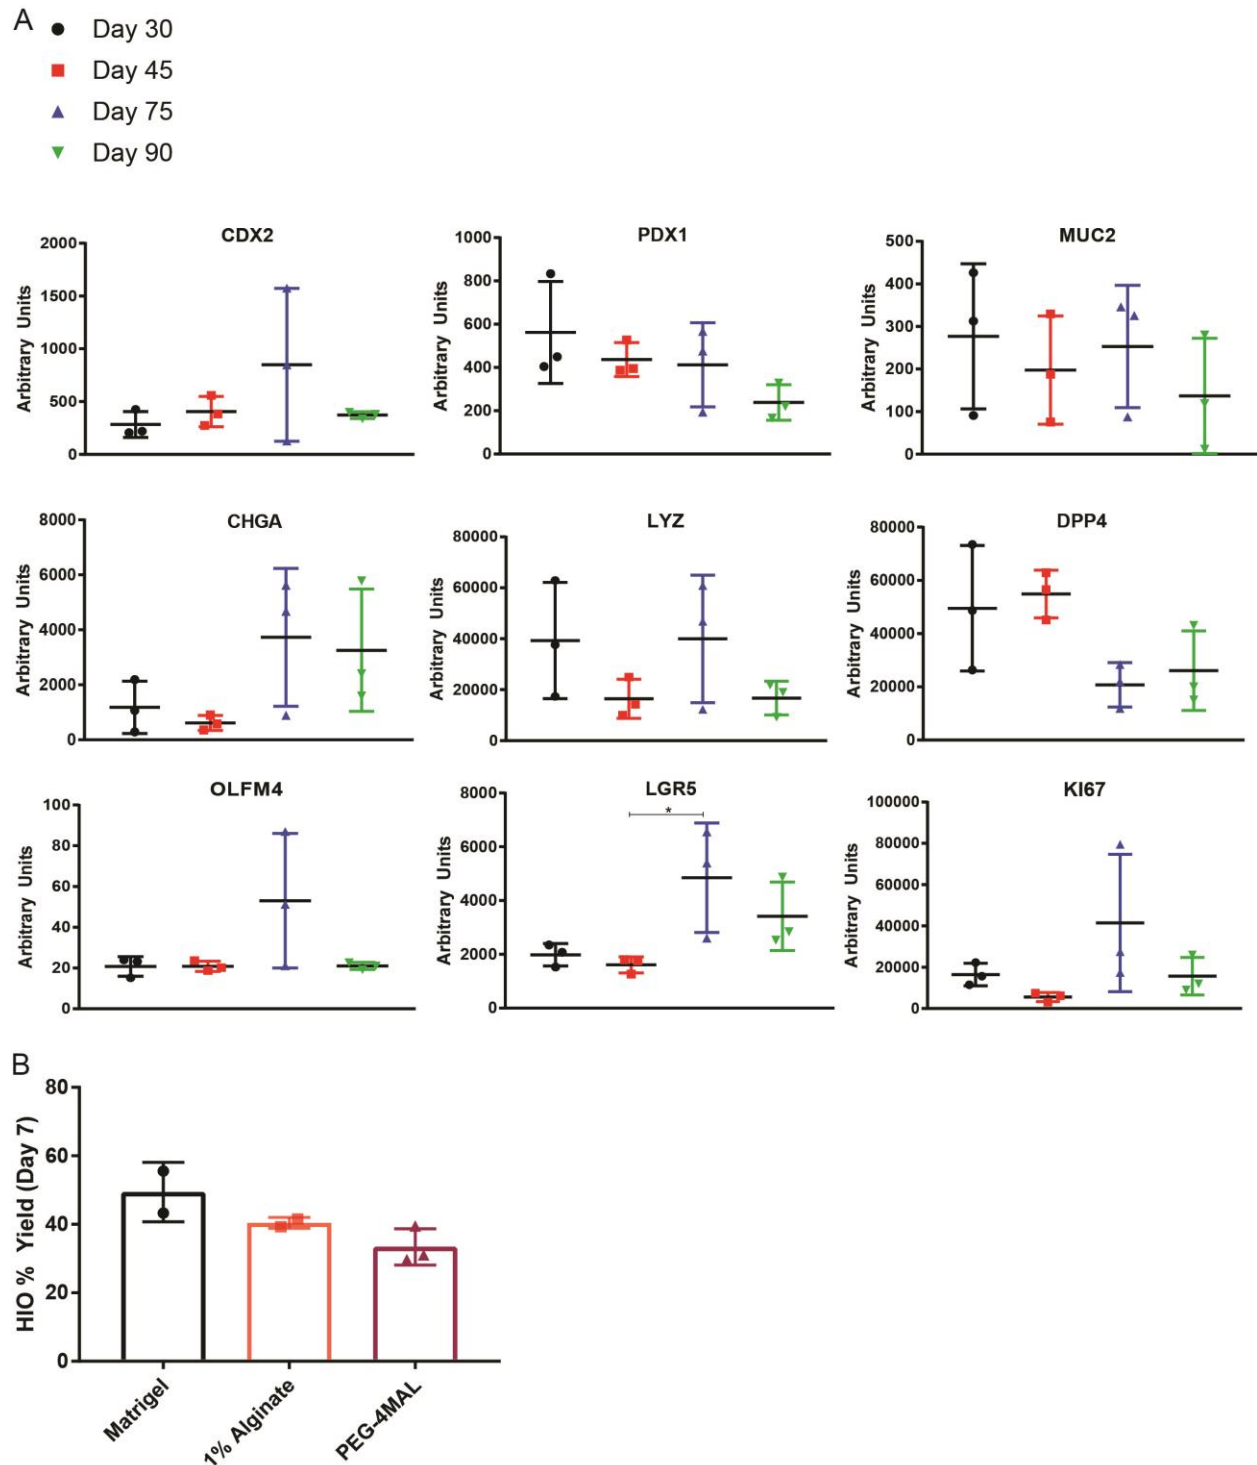 A
Day 30
Day 45
Day 75
Day 90
CDX2
Arbitrary Units
2000
1500
1000
500
0
PDX1
Arbitrary Units
1000
800
600
400
200
0
MUC2
Arbitrary Units
500
400
300
200
100
0
CHGA
Arbitrary Units
8000
6000
4000
2000
0
LYZ
Arbitrary Units
80000
60000
40000
20000
0
DPP4
Arbitrary Units
80000
60000
40000
20000
0
OLFM4
Arbitrary Units
100
80
60
40
20
0
LGR5
Arbitrary Units
8000
6000
4000
2000
0
*
KI67
Arbitrary Units
100000
80000
60000
40000
20000
0
B
HIO % Yield (Day 7)
80
60
40
20
0
Matrigel
1% Alginate
PEG-4MAL